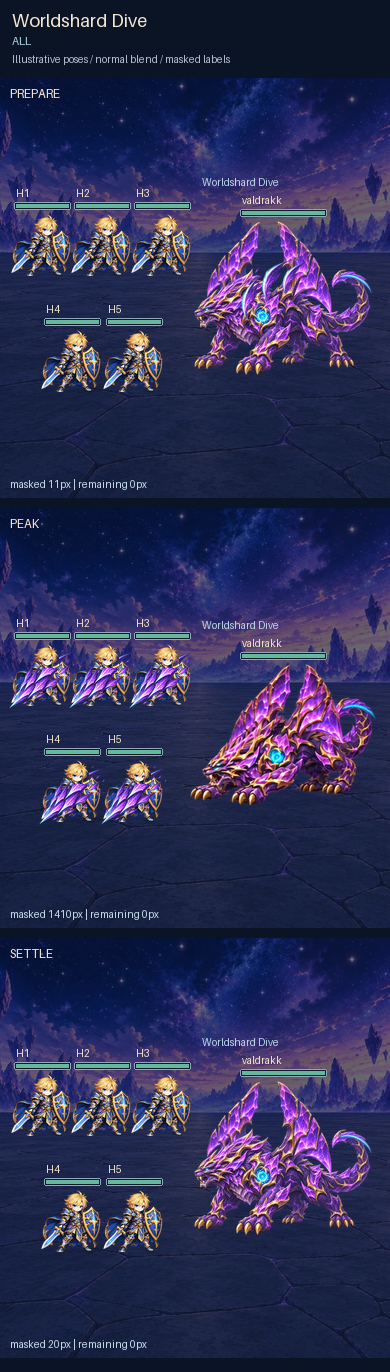 Worldshard Dive
ALL
Illustrative poses / normal blend / masked labels
PREPARE
Worldshard Dive
H1 H2 H3
valdrakk
H4 H5
masked 11px | remaining 0px
PEAK
H1 H2 H3
Worldshard Dive
valdrakk
H4 H5
masked 1410px | remaining 0px
SETTLE
Worldshard Dive
H1 H2 H3
valdrakk
H4 H5
masked 20px | remaining 0px